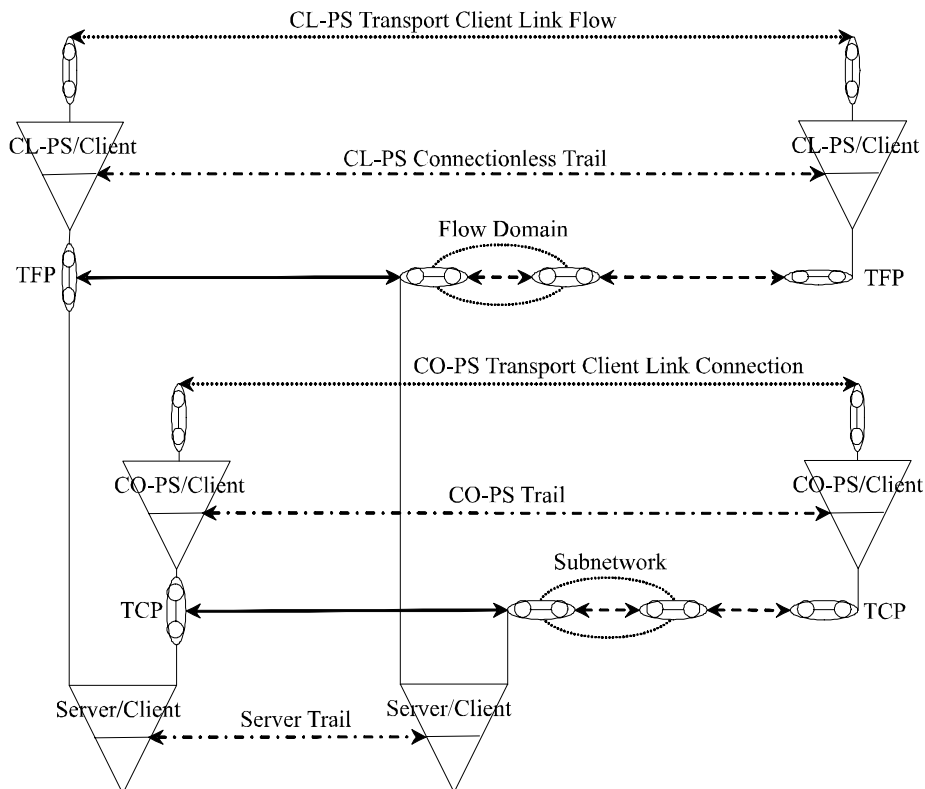 CL-PS Transport Client Link Flow
CL-PS/Client
CL-PS/Client
CL-PS Connectionless Trail
Flow Domain
TFP
TFP
CO-PS Transport Client Link Connection
CO-PS/Client
CO-PS/Client
CO-PS Trail
Subnetwork
TCP
TCP
Server/Client
Server/Client
Server Trail